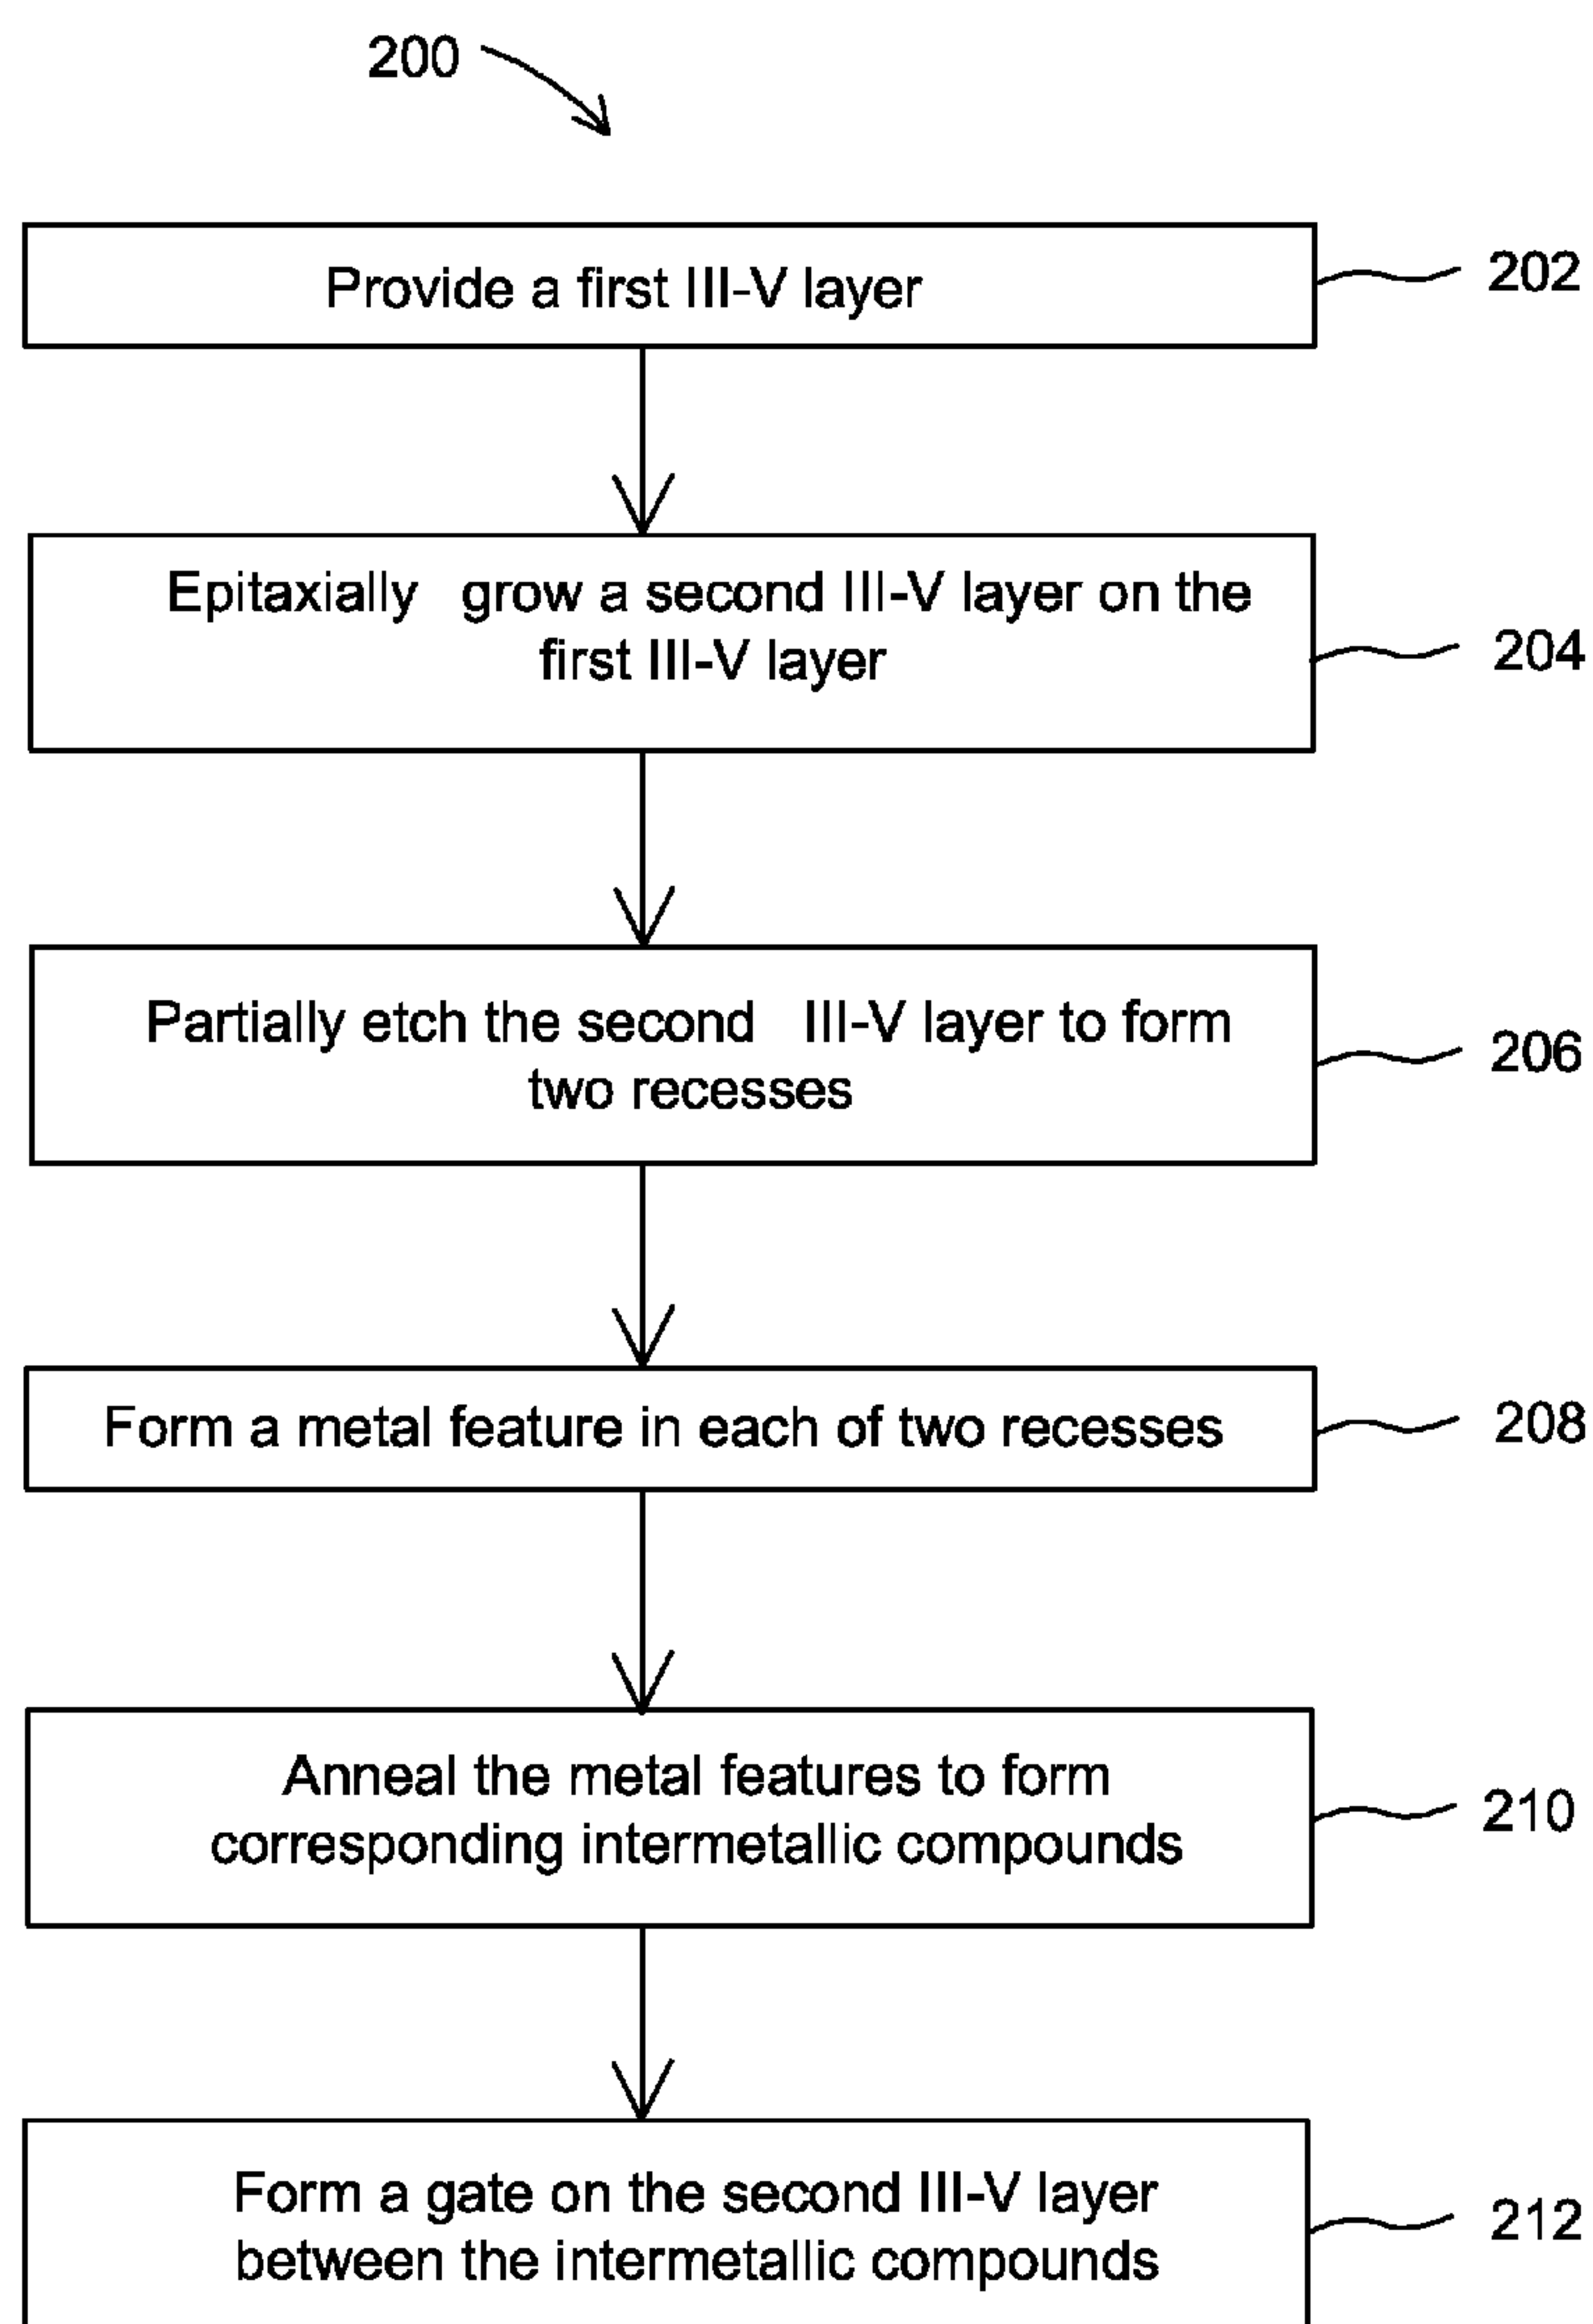 200
Provide a first III-V layer
202
Epitaxially grow a second III-V layer on the
first III-V layer
204
Partially etch the second III-V layer to form
two recesses
206
Form a metal feature in each of two recesses
208
Anneal the metal features to form
corresponding intermetallic compounds
210
Form a gate on the second III-V layer
between the intermetallic compounds
212